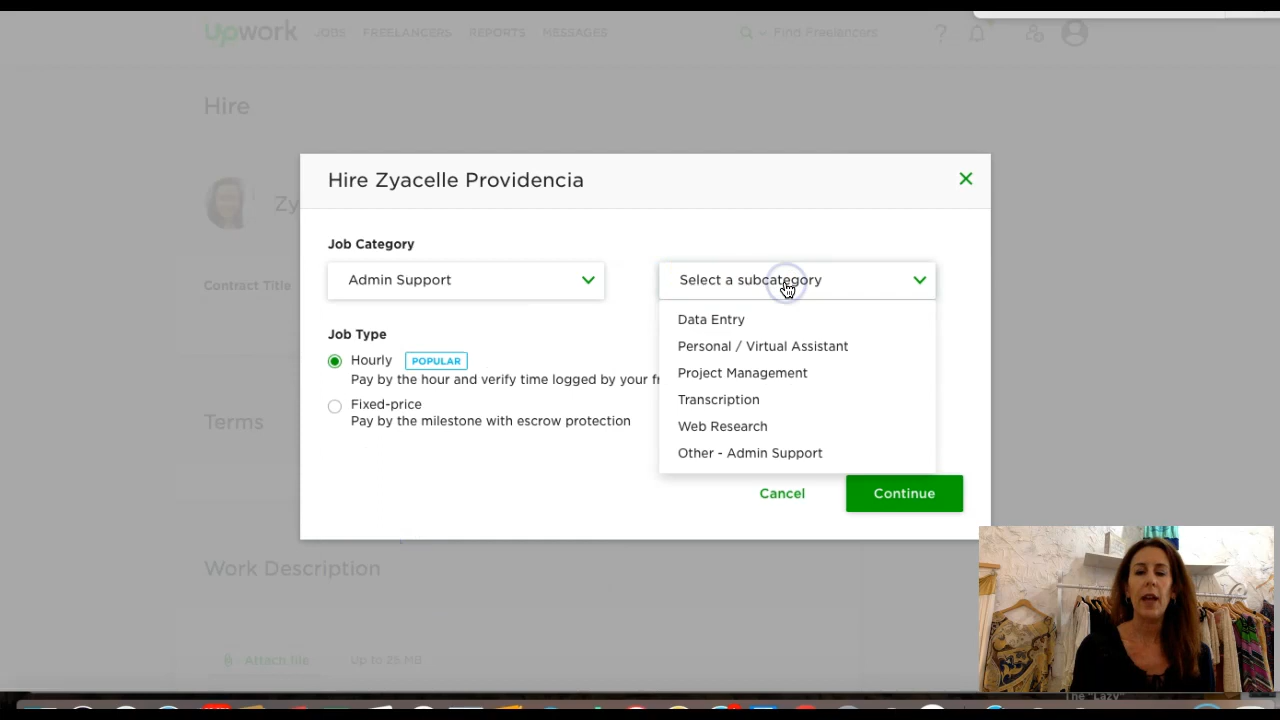 Upwork JOBS FREELANCERS REPORTS MESSAGES Find Freelancers ?
Hire
Hire Zyacelle Providencia
Zy
Job Category
Admin Support
Select a subcategory
Contract Title
Data Entry
Personal / Virtual Assistant
Project Management
Transcription
Web Research
Other - Admin Support
Job Type
Hourly POPULAR
Pay by the hour and verify time logged by your fr
Fixed-price
Pay by the milestone with escrow protection
Terms
Cancel
Continue
Work Description
Attach file Up to 25 MB
The "Lazy"